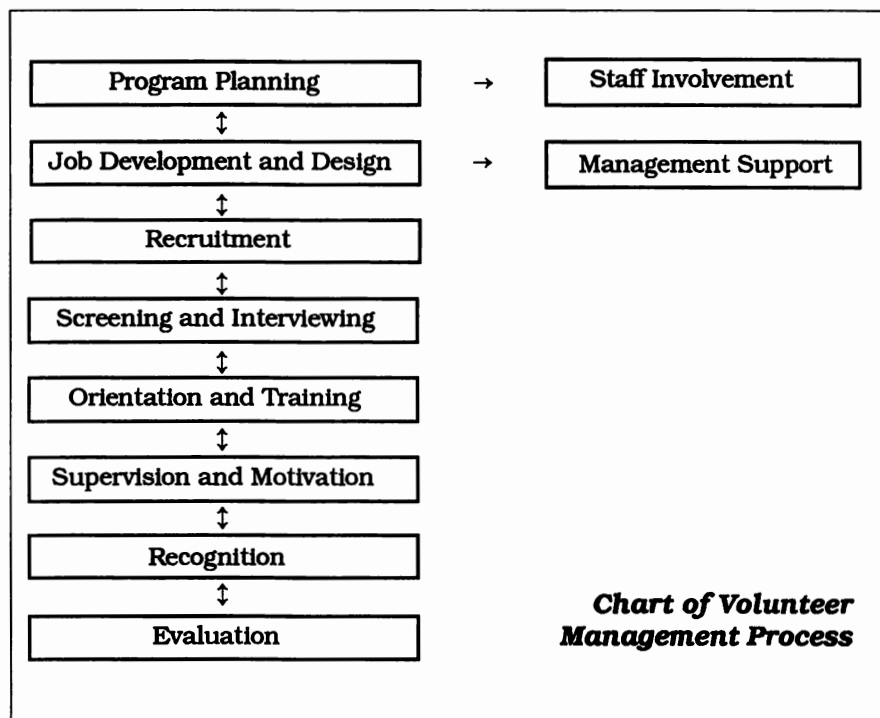 Program Planning → Staff Involvement
↕
Job Development and Design → Management Support
↕
Recruitment
↕
Screening and Interviewing
↕
Orientation and Training
↕
Supervision and Motivation
↕
Recognition
↕
Evaluation
Chart of Volunteer
Management Process